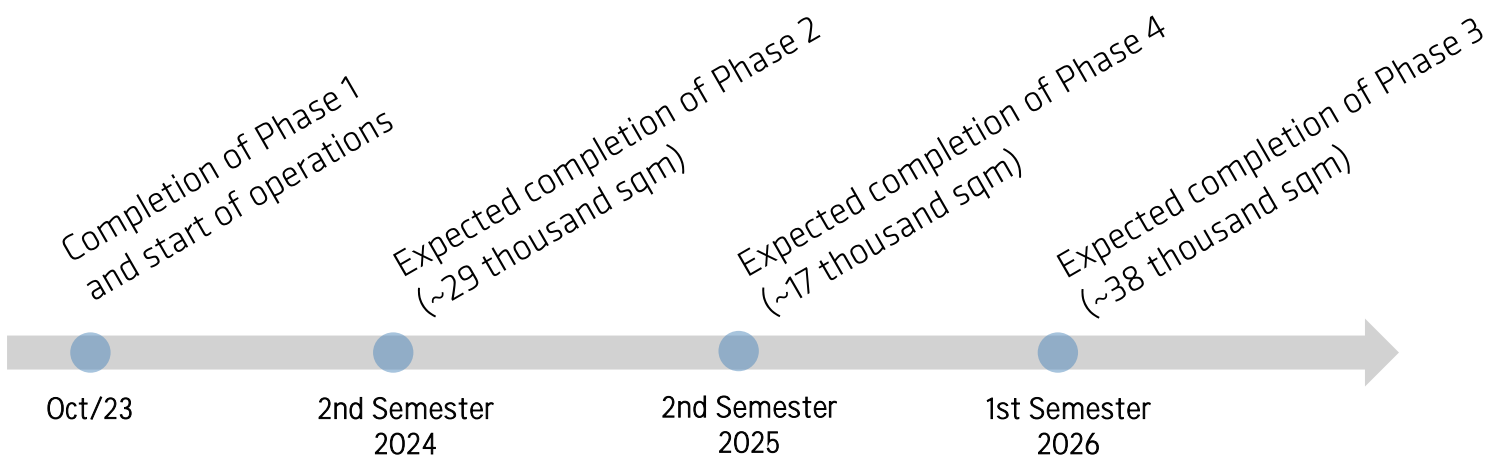 Completion of Phase 1
and start of operations
Expected completion of Phase 2
(~29 thousand sqm)
Expected completion of Phase 4
(~17 thousand sqm)
Expected completion of Phase 3
(~38 thousand sqm)
Oct/23
2nd Semester
2024
2nd Semester
2025
1st Semester
2026